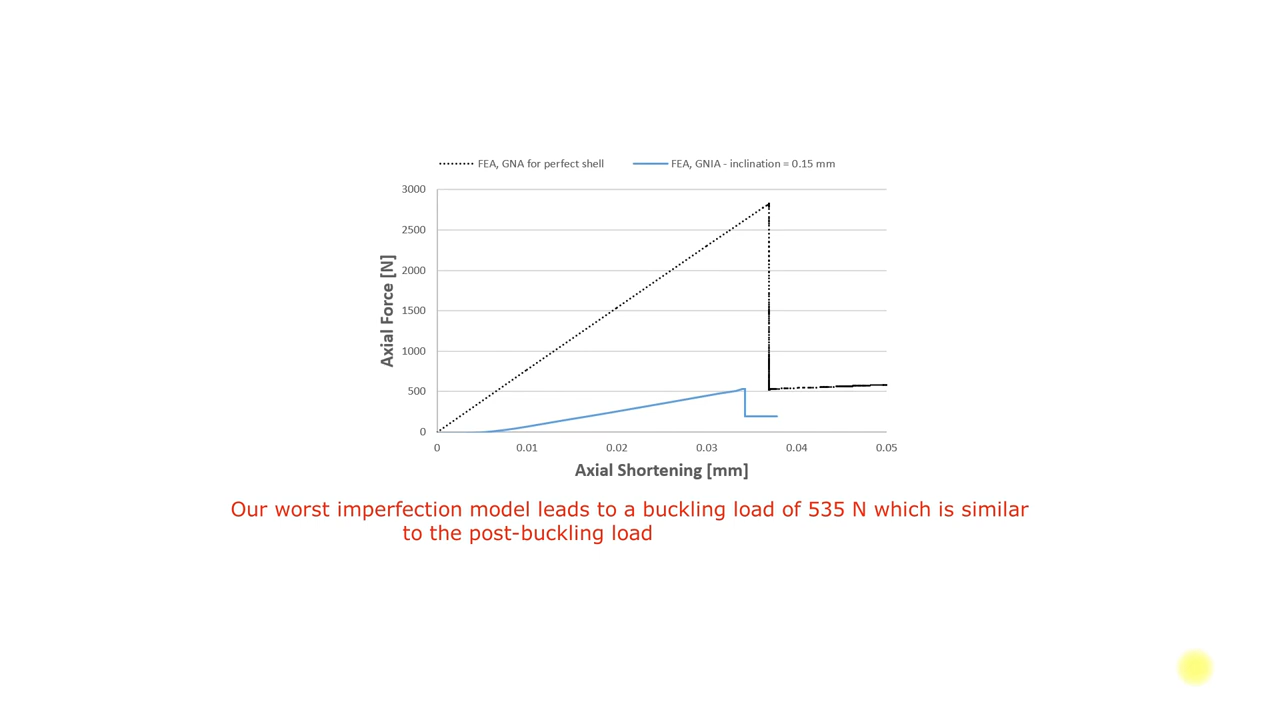 FEA, GNA for perfect shell
FEA, GNIA - inclination = 0.15 mm
3000
2500
2000
1500
1000
500
0
Axial Force [N]
0 0.01 0.02 0.03 0.04 0.05
Axial Shortening [mm]
Our worst imperfection model leads to a buckling load of 535 N which is similar
to the post-buckling load